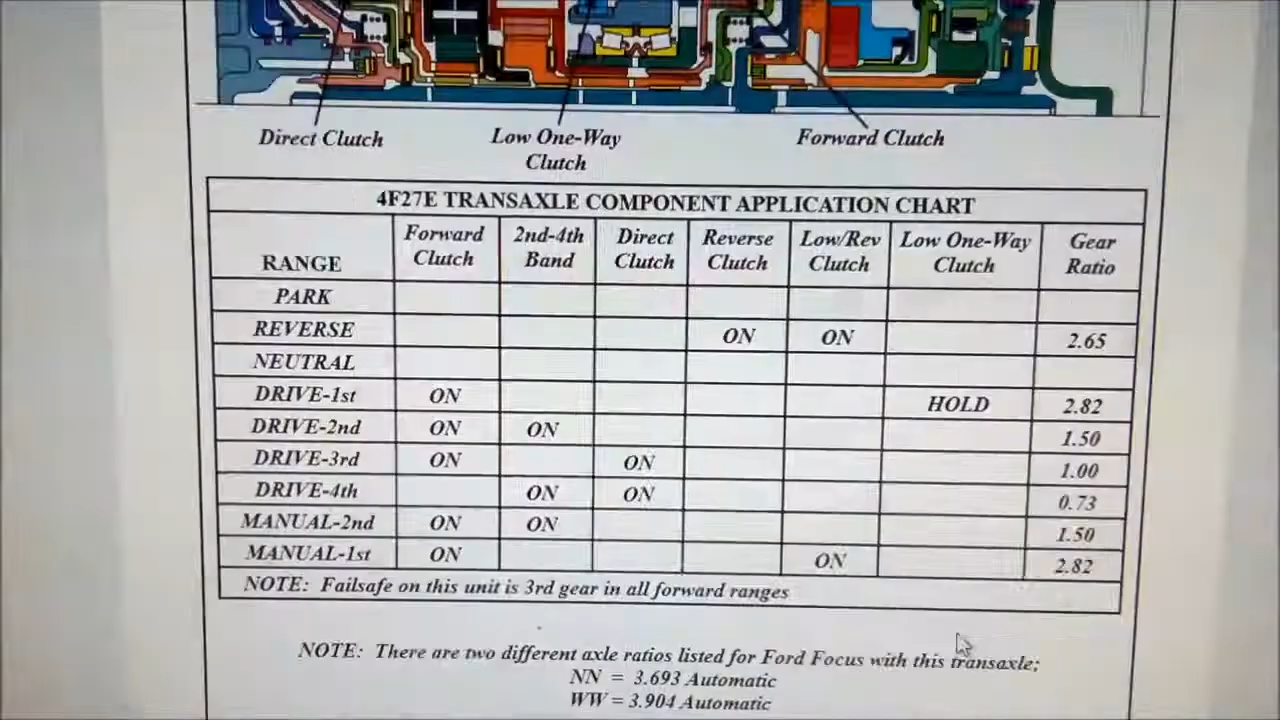 Direct Clutch
Low One-Way
Clutch
Forward Clutch
4F27E TRANSAXLE COMPONENT APPLICATION CHART
RANGE Forward Clutch 2nd-4th Band Direct Clutch Reverse Clutch Low/Rev Clutch Low One-Way Clutch Gear Ratio
PARK
REVERSE ON ON 2.65
NEUTRAL
DRIVE-1st ON HOLD 2.82
DRIVE-2nd ON ON 1.50
DRIVE-3rd ON ON 1.00
DRIVE-4th ON ON 0.73
MANUAL-2nd ON ON 1.50
MANUAL-1st ON ON 2.82
NOTE: Failsafe on this unit is 3rd gear in all forward ranges
NOTE: There are two different axle ratios listed for Ford Focus with this transaxle;
NN = 3.693 Automatic
WW = 3.904 Automatic